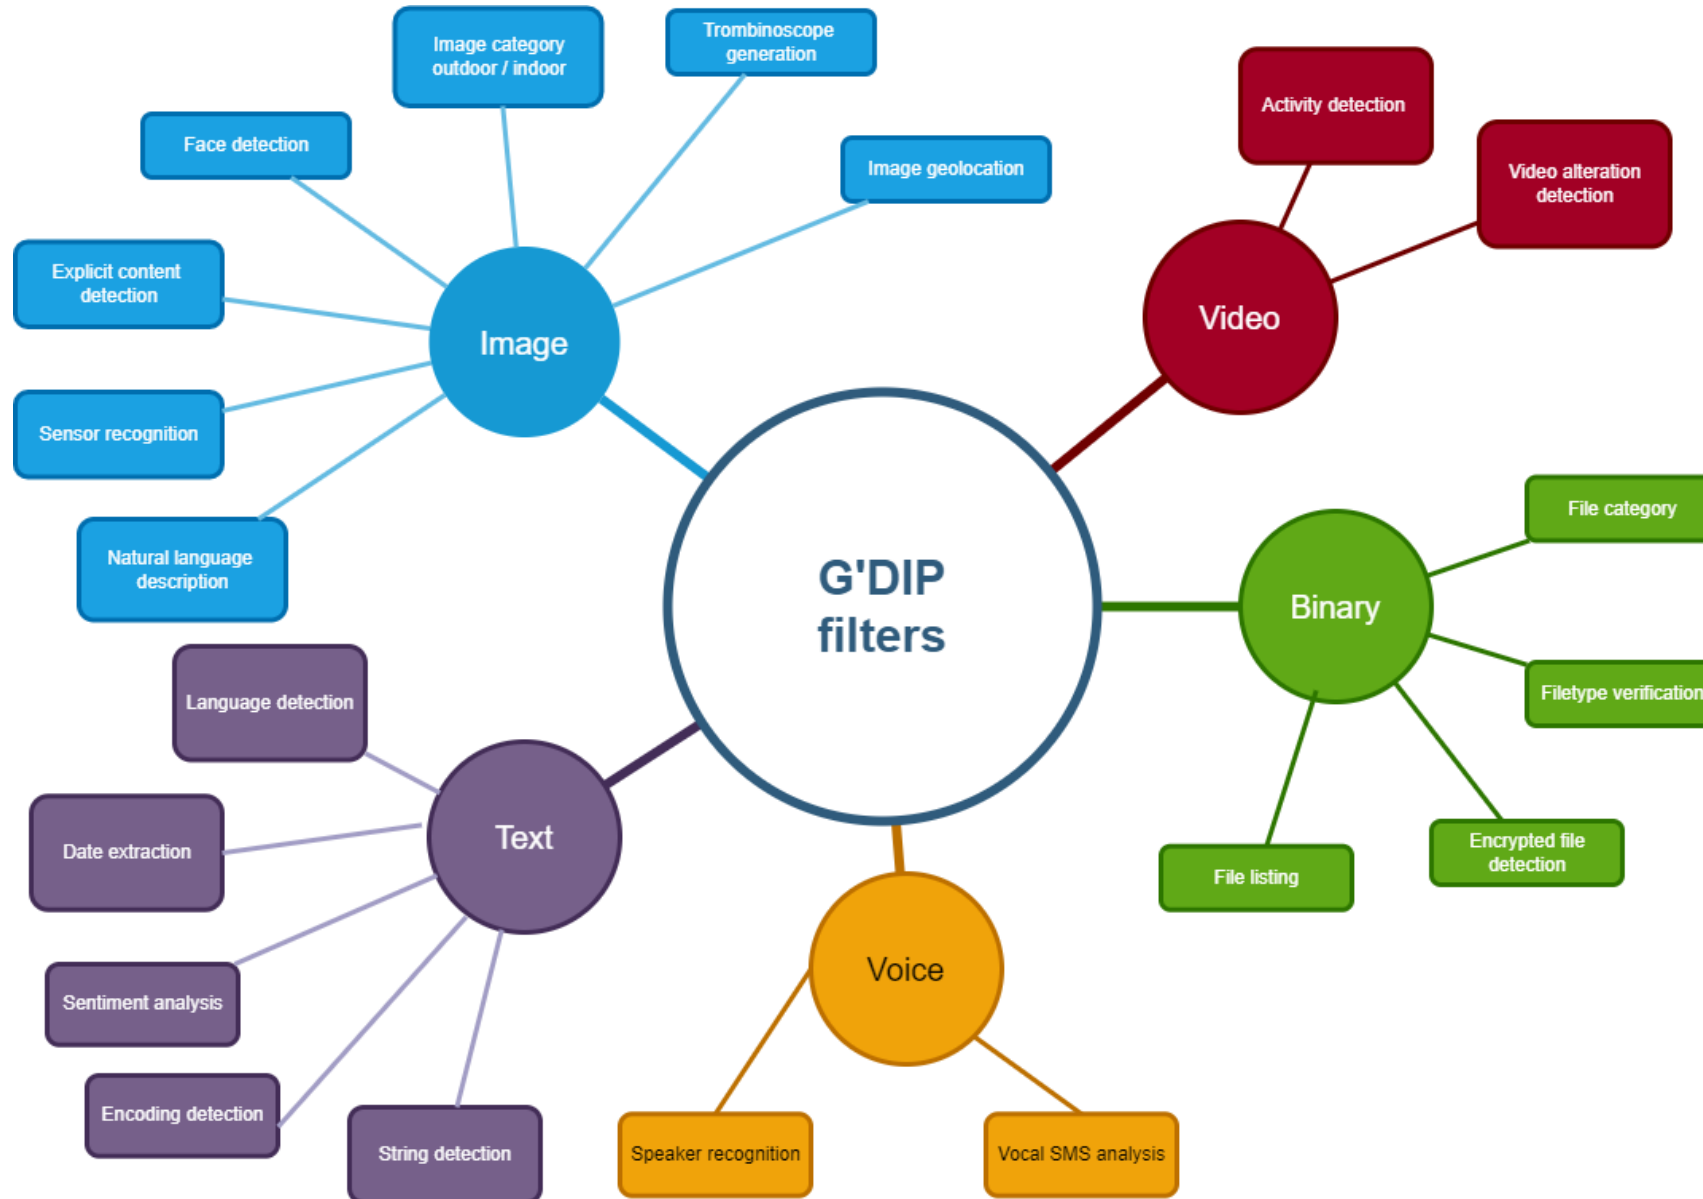 Trombinoscope
generation
Image category
outdoor / indoor
Activity detection
Face detection
Image geolocation
Video alteration
detection
Explicit content
detection
Image
Video
Sensor recognition
File category
Natural language
description
G'DIP
filters
Binary
Language detection
Filetype verification
Text
Date extraction
Encrypted file
detection
File listing
Voice
Sentiment analysis
Encoding detection
String detection
Speaker recognition
Vocal SMS analysis